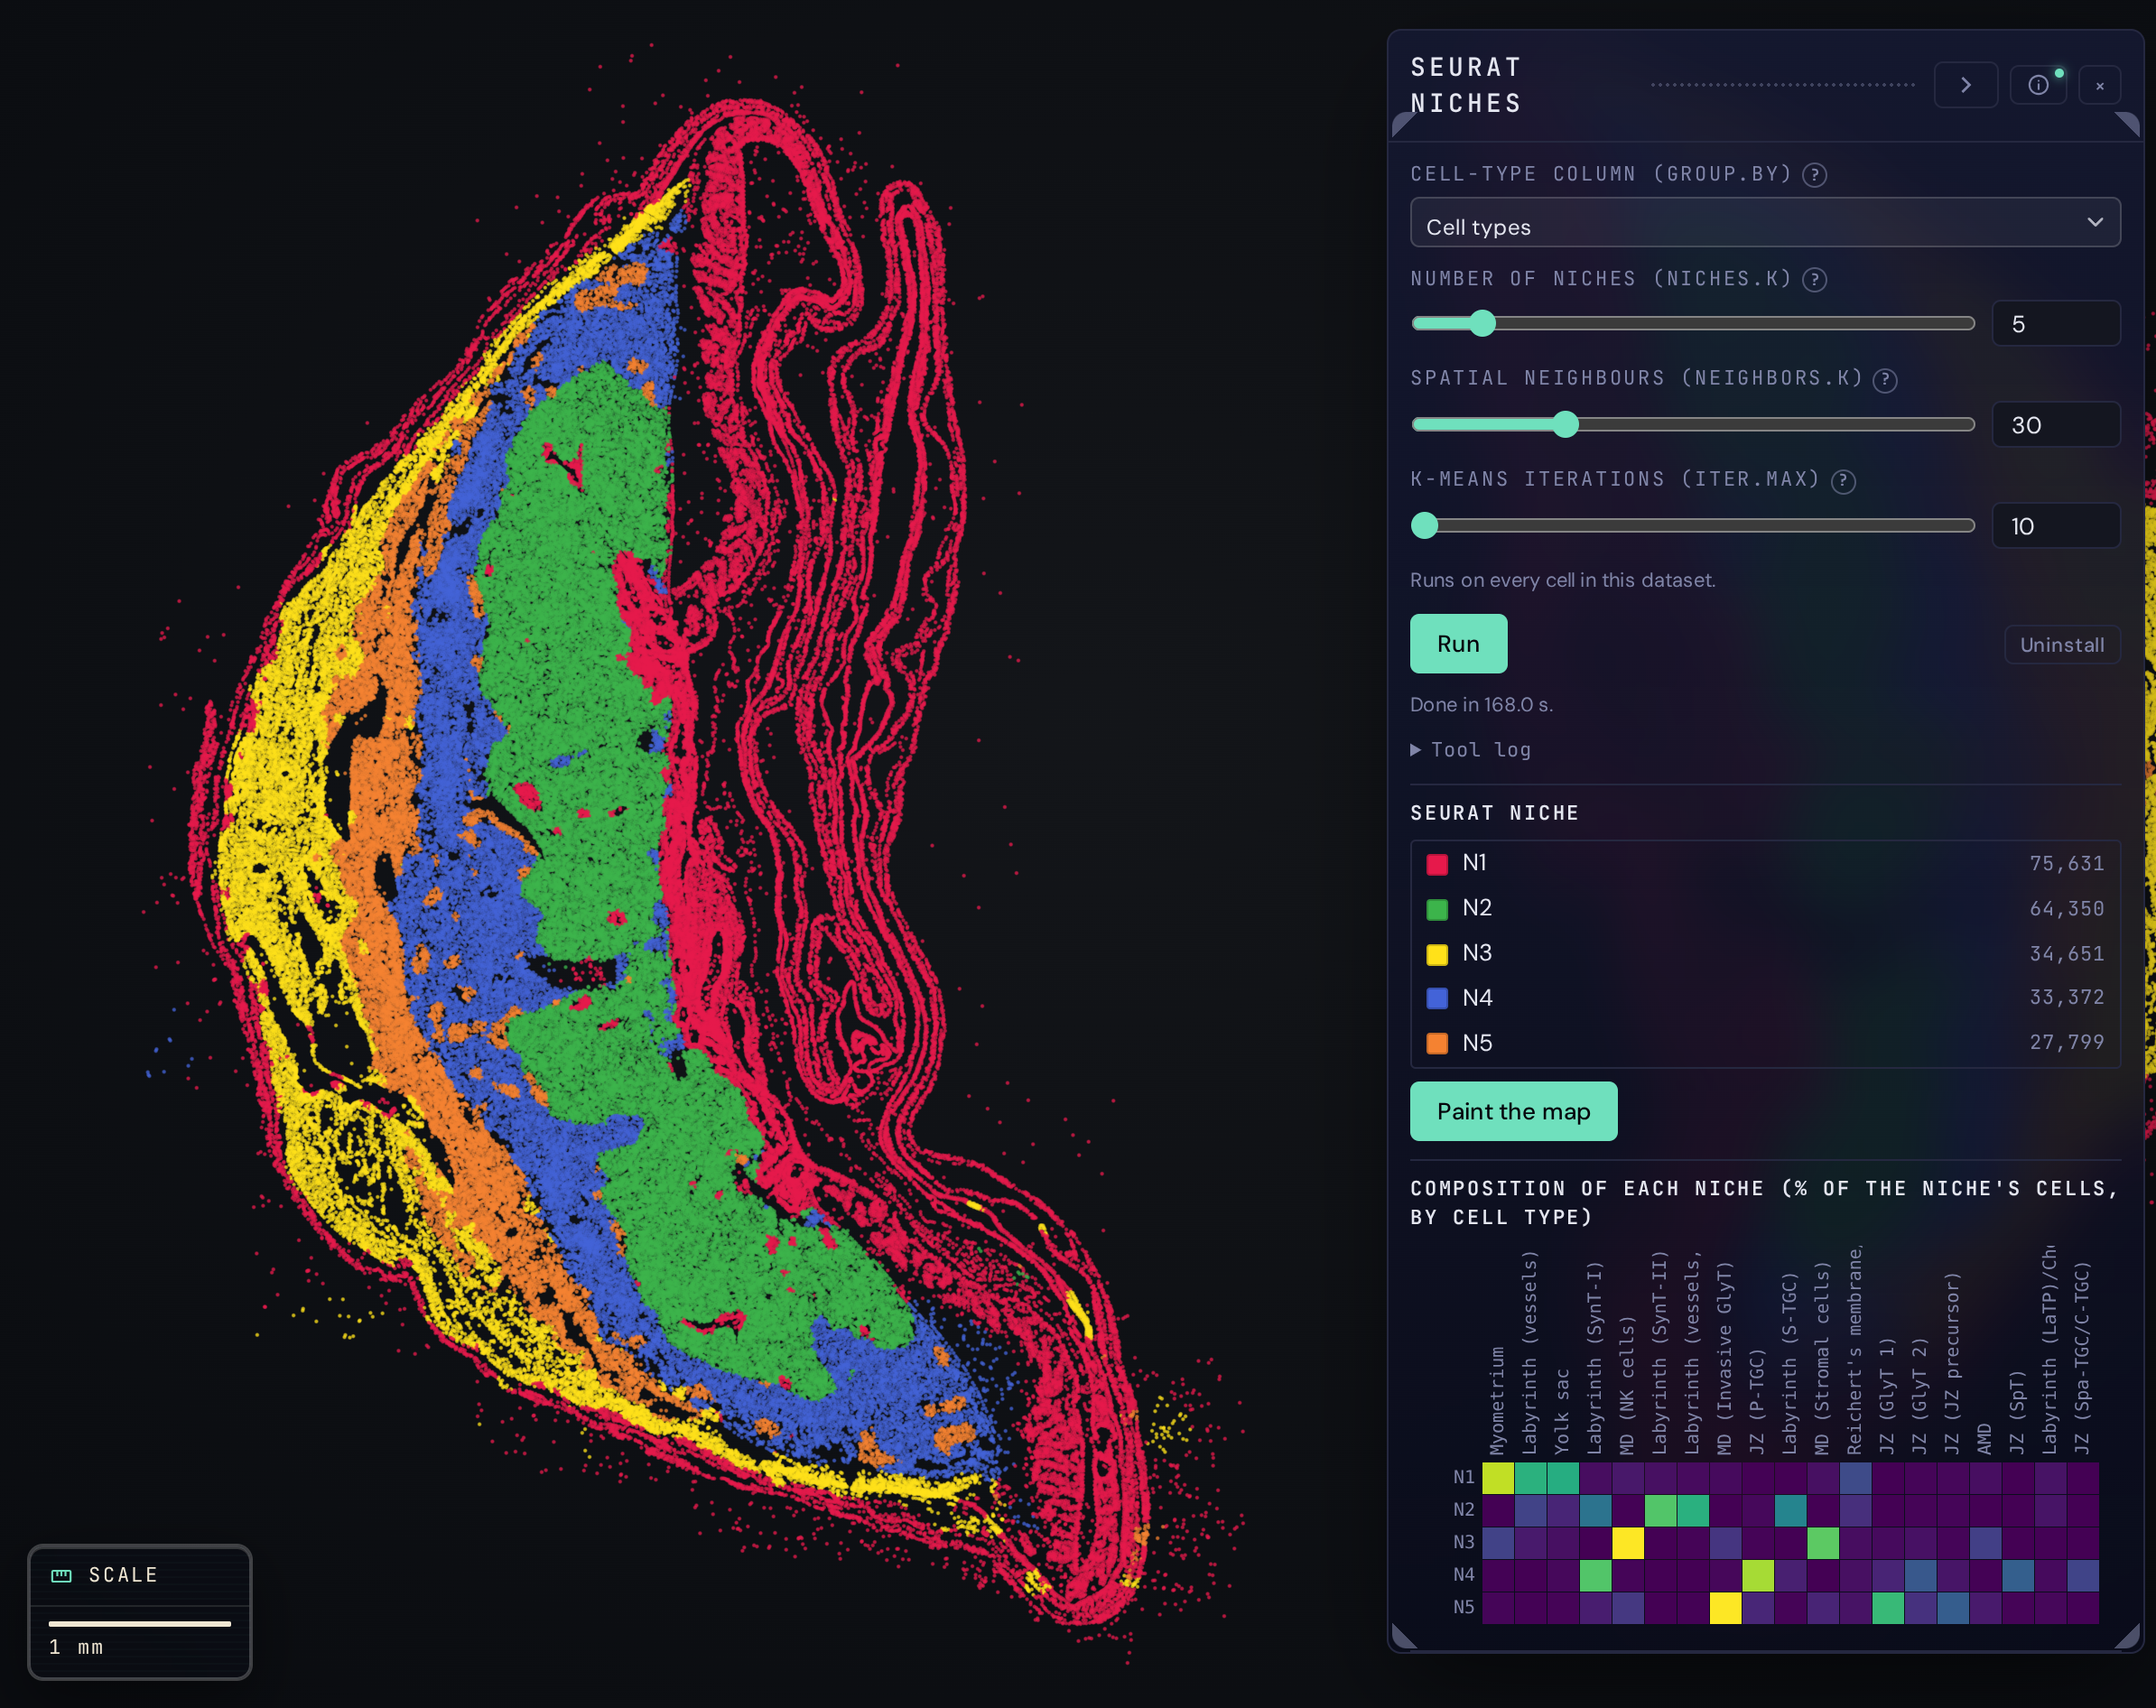 SEURAT
NICHES
CELL-TYPE COLUMN (GROUP.BY) ?
Cell types
NUMBER OF NICHES (NICHES.K) ?
5
SPATIAL NEIGHBOURS (NEIGHBORS.K) ?
30
K-MEANS ITERATIONS (ITER.MAX) ?
10
Runs on every cell in this dataset.
Run
Uninstall
Done in 168.0 s.
Tool log
SEURAT NICHE
N1 75,631
N2 64,350
N3 34,651
N4 33,372
N5 27,799
Paint the map
COMPOSITION OF EACH NICHE (% OF THE NICHE'S CELLS,
BY CELL TYPE)
Myometrium
Labyrinth (vessels)
Yolk sac
Labyrinth (SynT-I)
MD (NK cells)
Labyrinth (SynT-II)
Labyrinth (vessels,
MD (Invasive GlyT)
JZ (P-TGC)
Labyrinth (S-TGC)
MD (Stromal cells)
Reichert's membrane,
JZ (GlyT 1)
JZ (GlyT 2)
JZ (JZ precursor)
AMD
JZ (SpT)
Labyrinth (LaTP)/Ch
JZ (Spa-TGC/C-TGC)
N1
N2
N3
N4
N5
SCALE
1 mm